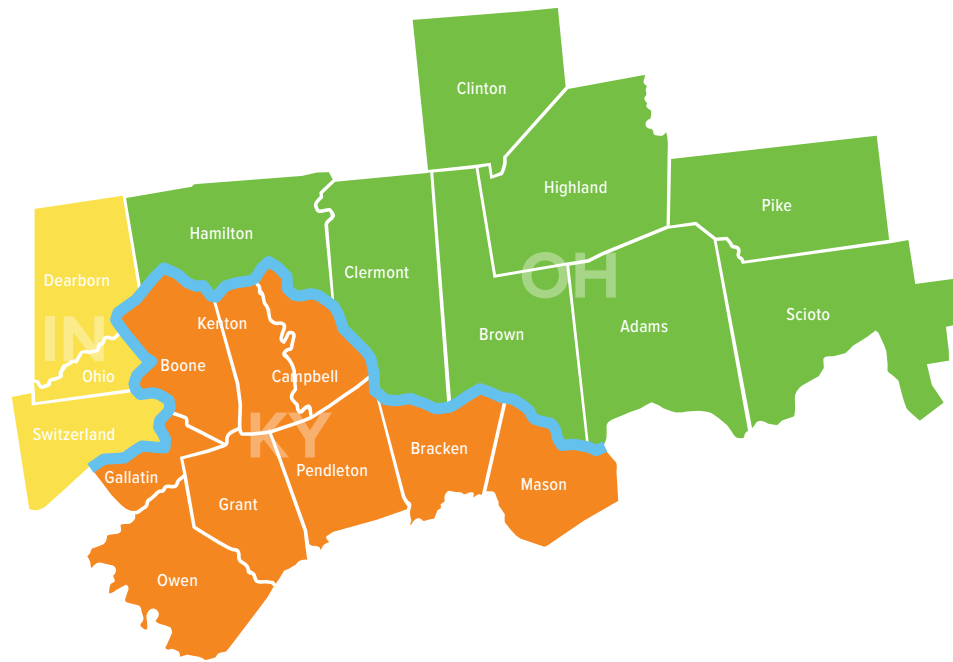 Clinton
Highland
Pike
Hamilton
Clermont
Dearborn
OH
Scioto
Kenton
Adams
Brown
IN
Boone
Ohio
Campbell
Switzerland
KY
Bracken
Pendleton
Gallatin
Mason
Grant
Owen